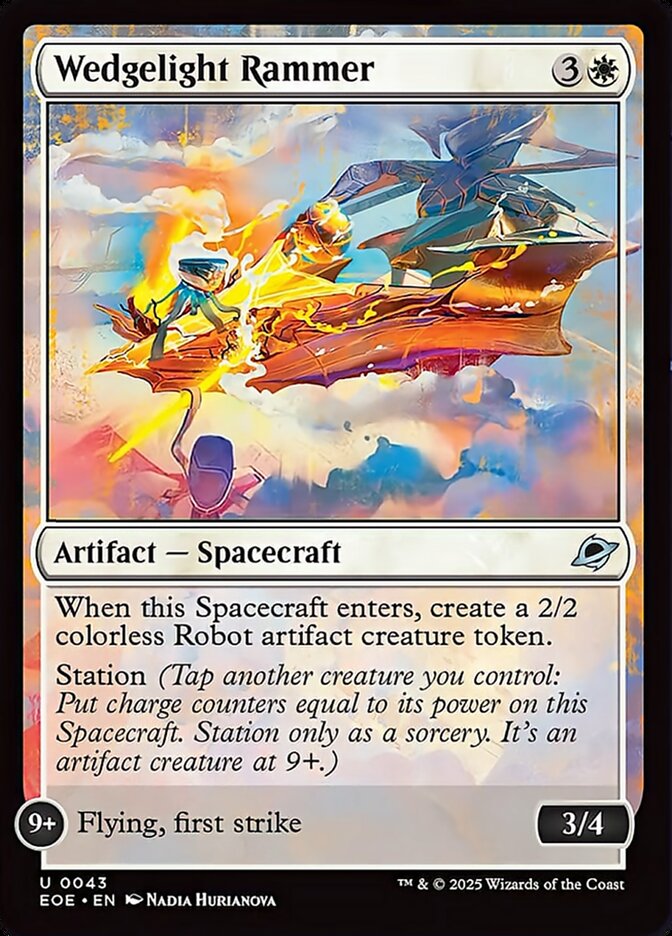 Wedgelight Rammer 3
Artifact — Spacecraft
When this Spacecraft enters, create a 2/2
colorless Robot artifact creature token.
Station (Tap another creature you control:
Put charge counters equal to its power on this
Spacecraft. Station only as a sorcery. It's an
artifact creature at 9+.)
9+ Flying, first strike 3/4
U 0043
EOE • EN Nadia Hurianova
™ & © 2025 Wizards of the Coast